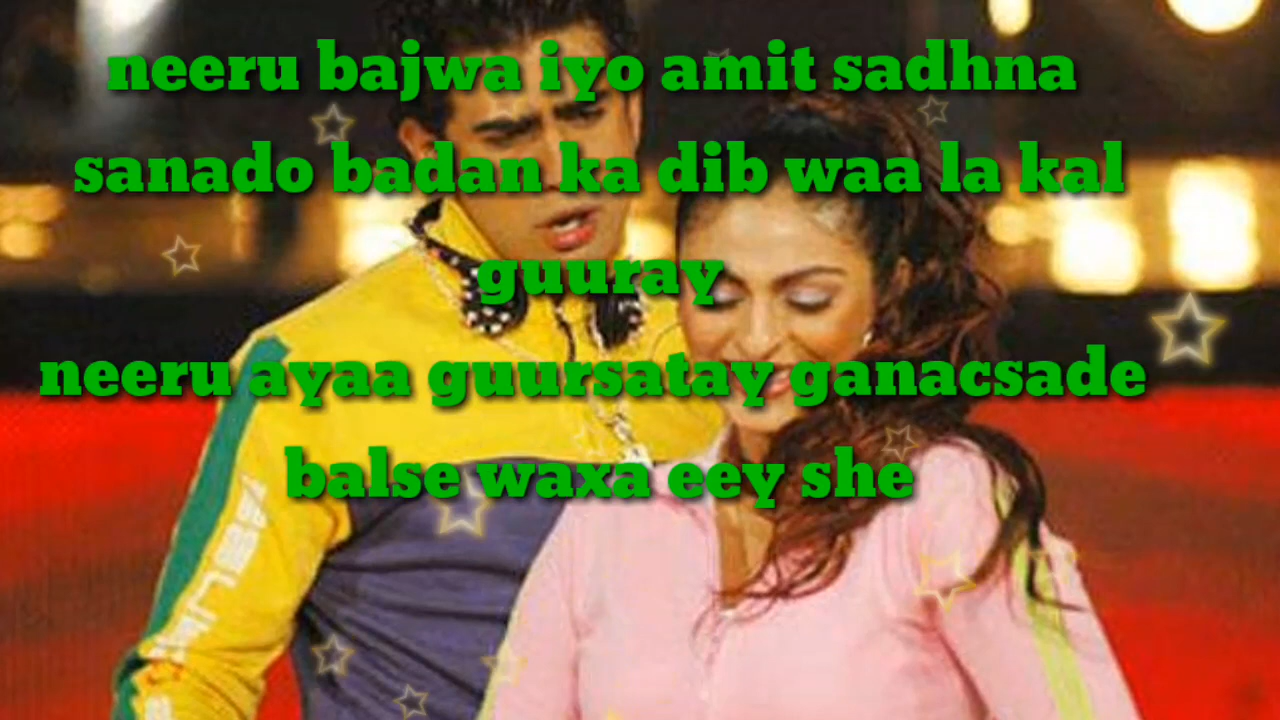 neeru bajwa iyo amit sadhna
sanado badan ka dib waa la kal
guuray
neeru ayaa guursatay ganacsade
balse waxa eey she